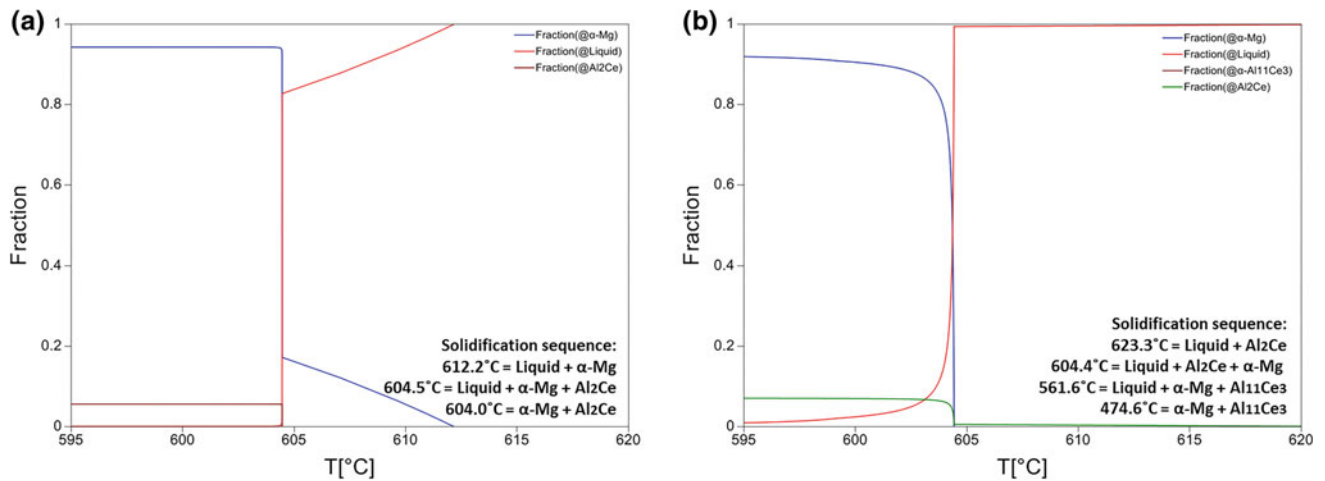 (a)
Fraction(@α-Mg)
Fraction(@Liquid)
Fraction(@Al2Ce)
1
0.8
0.6
0.4
0.2
0
Fraction
Solidification sequence:
612.2°C = Liquid + α-Mg
604.5°C = Liquid + α-Mg + Al2Ce
604.0°C = α-Mg + Al2Ce
595 600 605 610 615 620
T[°C]
(b)
Fraction(@α-Mg)
Fraction(@Liquid)
Fraction(@α-Al11Ce3)
Fraction(@Al2Ce)
1
0.8
0.6
0.4
0.2
0
Fraction
Solidification sequence:
623.3°C = Liquid + Al2Ce
604.4°C = Liquid + Al2Ce + α-Mg
561.6°C = Liquid + α-Mg + Al11Ce3
474.6°C = α-Mg + Al11Ce3
595 600 605 610 615 620
T[°C]